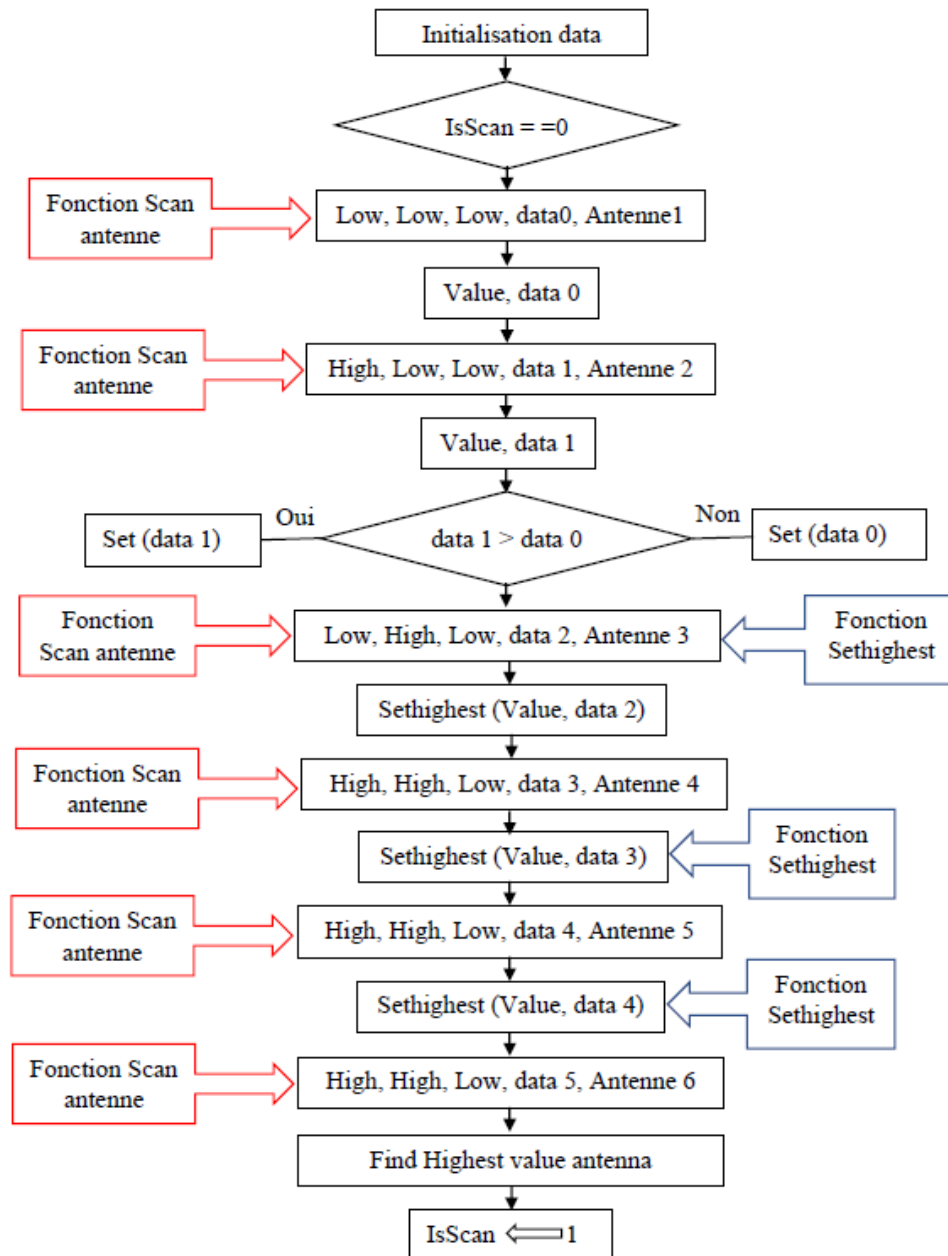 Initialisation data
IsScan = =0
Fonction Scan
antenne
Low, Low, Low, data0, Antenne1
Value, data 0
Fonction Scan
antenne
High, Low, Low, data 1, Antenne 2
Value, data 1
Oui
Non
Set (data 1)
data 1 > data 0
Set (data 0)
Fonction
Scan antenne
Low, High, Low, data 2, Antenne 3
Fonction
Sethighest
Sethighest (Value, data 2)
Fonction Scan
antenne
High, High, Low, data 3, Antenne 4
Sethighest (Value, data 3)
Fonction
Sethighest
Fonction Scan
antenne
High, High, Low, data 4, Antenne 5
Sethighest (Value, data 4)
Fonction
Sethighest
Fonction Scan
antenne
High, High, Low, data 5, Antenne 6
Find Highest value antenna
IsScan 1